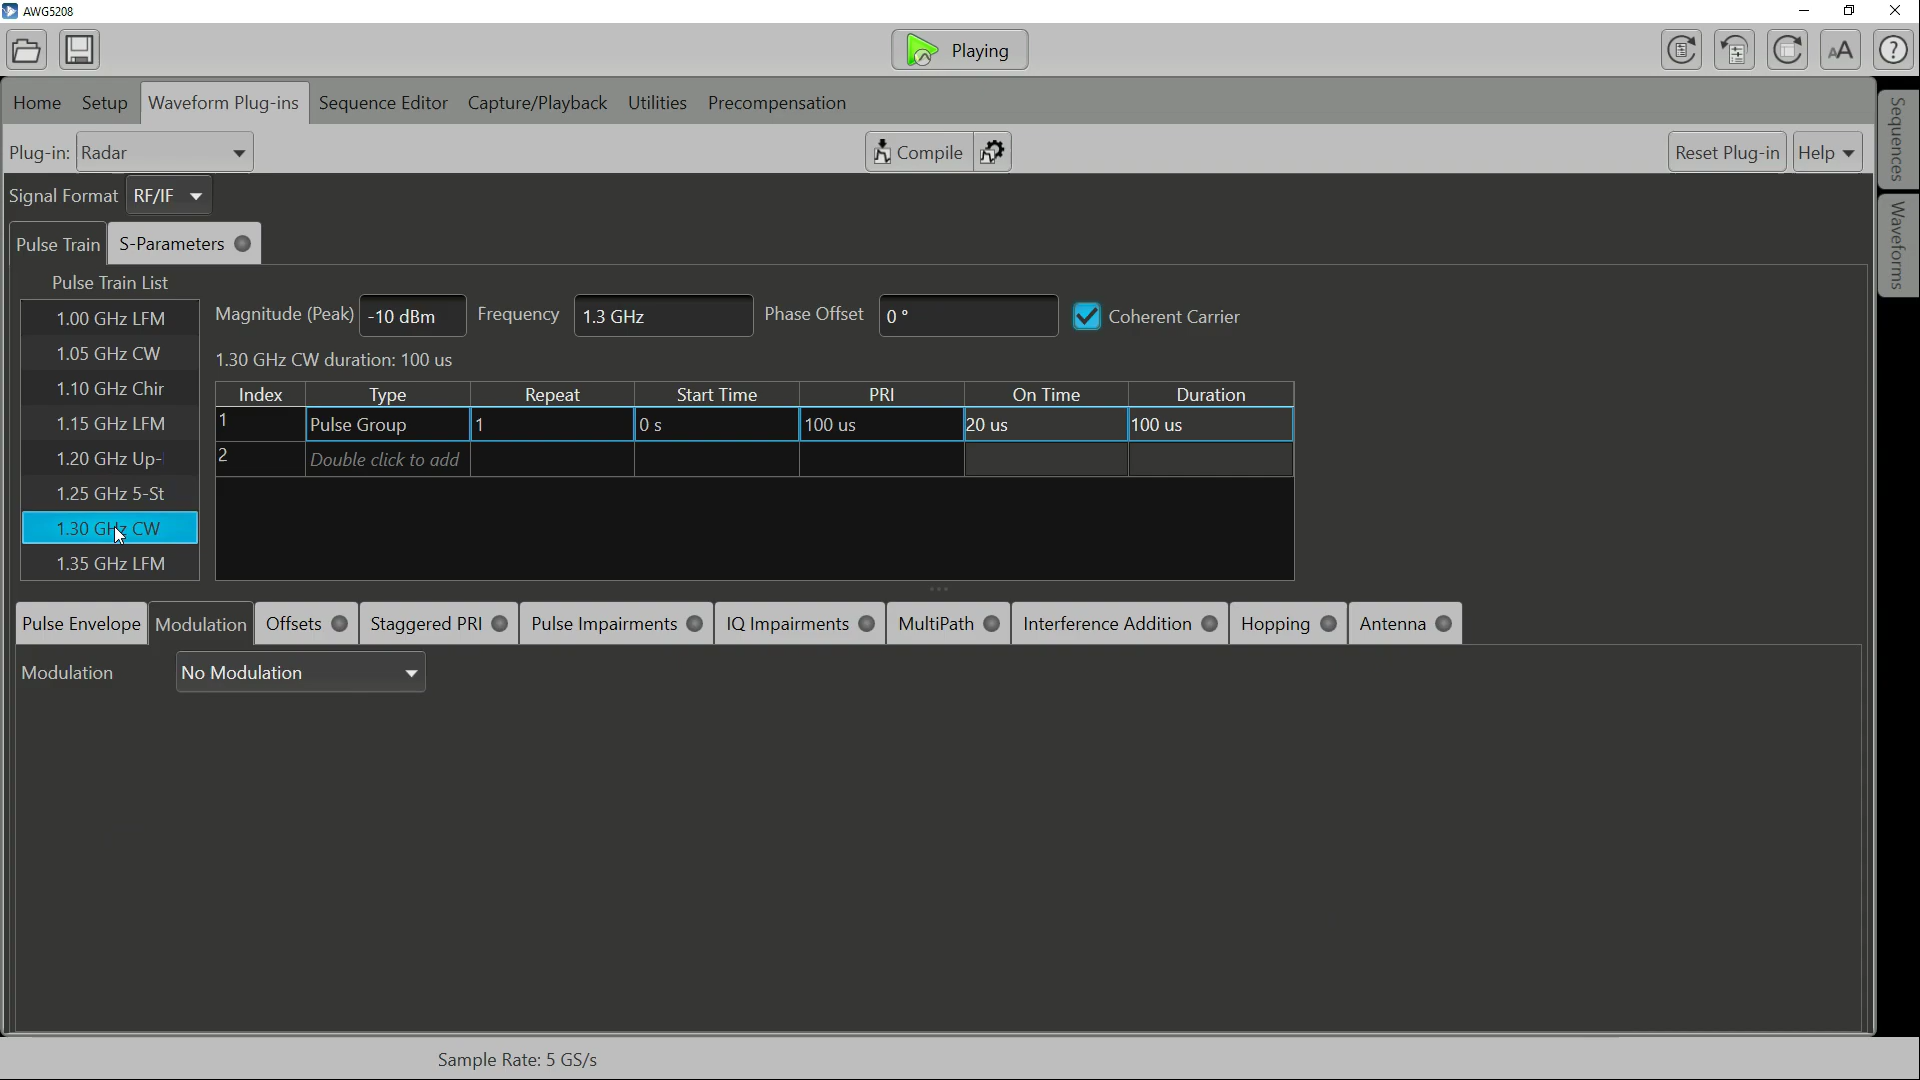 AWG5208
Playing
AA
?
Home Setup Waveform Plug-ins Sequence Editor Capture/Playback Utilities Precompensation
Plug-in: Radar Compile Reset Plug-in Help
Signal Format RF/IF
Pulse Train S-Parameters
Pulse Train List
1.00 GHz LFM
1.05 GHz CW
1.10 GHz Chir
1.15 GHz LFM
1.20 GHz Up-
1.25 GHz 5-St
1.30 GHz CW
1.35 GHz LFM
Magnitude (Peak) -10 dBm Frequency 1.3 GHz Phase Offset 0 ° Coherent Carrier
1.30 GHz CW duration: 100 us
Index Type Repeat Start Time PRI On Time Duration
1 Pulse Group 1 0 s 100 us 20 us 100 us
2 Double click to add
Pulse Envelope Modulation Offsets Staggered PRI Pulse Impairments IQ Impairments MultiPath Interference Addition Hopping Antenna
Modulation No Modulation
Sample Rate: 5 GS/s
Sequences
Waveforms